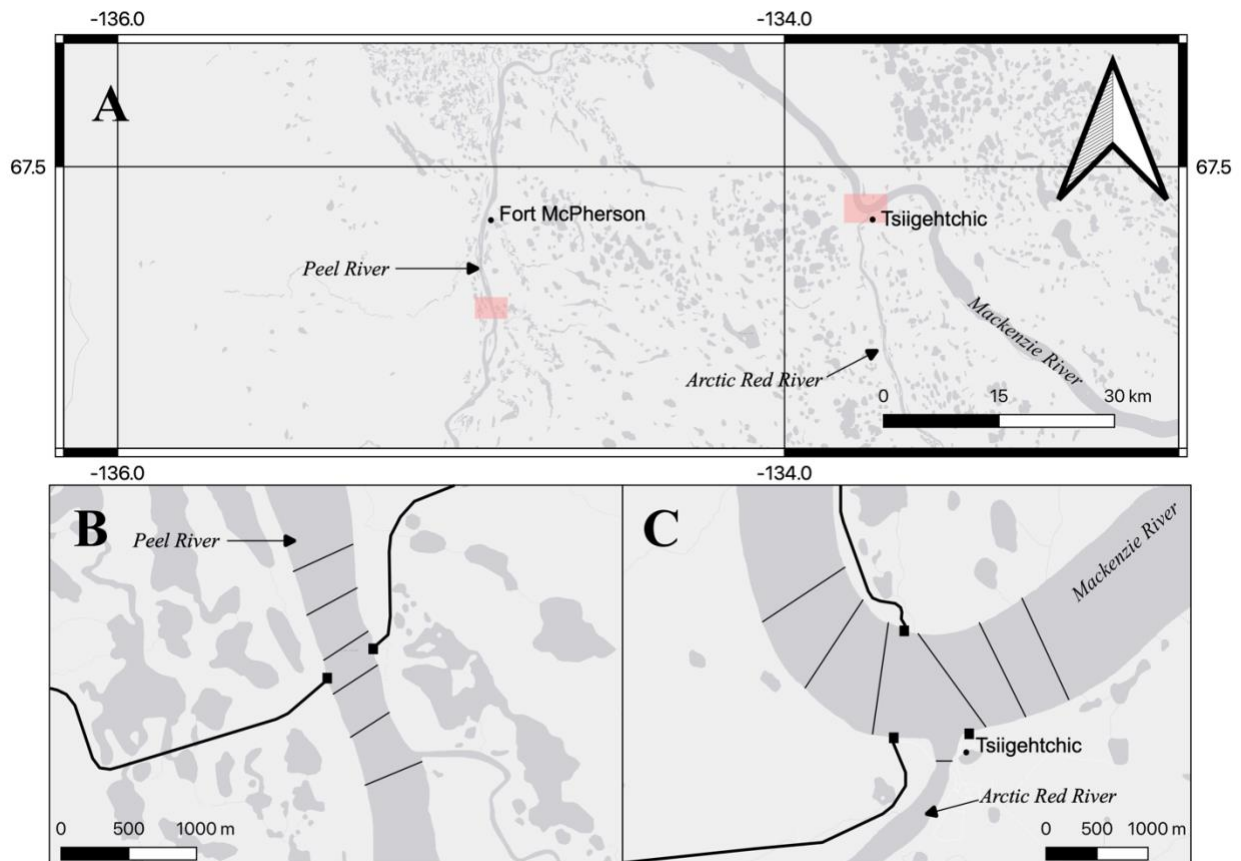 -136.0 -134.0
A
67.5 67.5
Fort McPherson
Tsiigehtchic
Peel River
Mackenzie River
Arctic Red River
0 15 30 km
-136.0 -134.0
B
Peel River
C
Mackenzie River
Tsiigehtchic
Arctic Red River
0 500 1000 m
0 500 1000 m